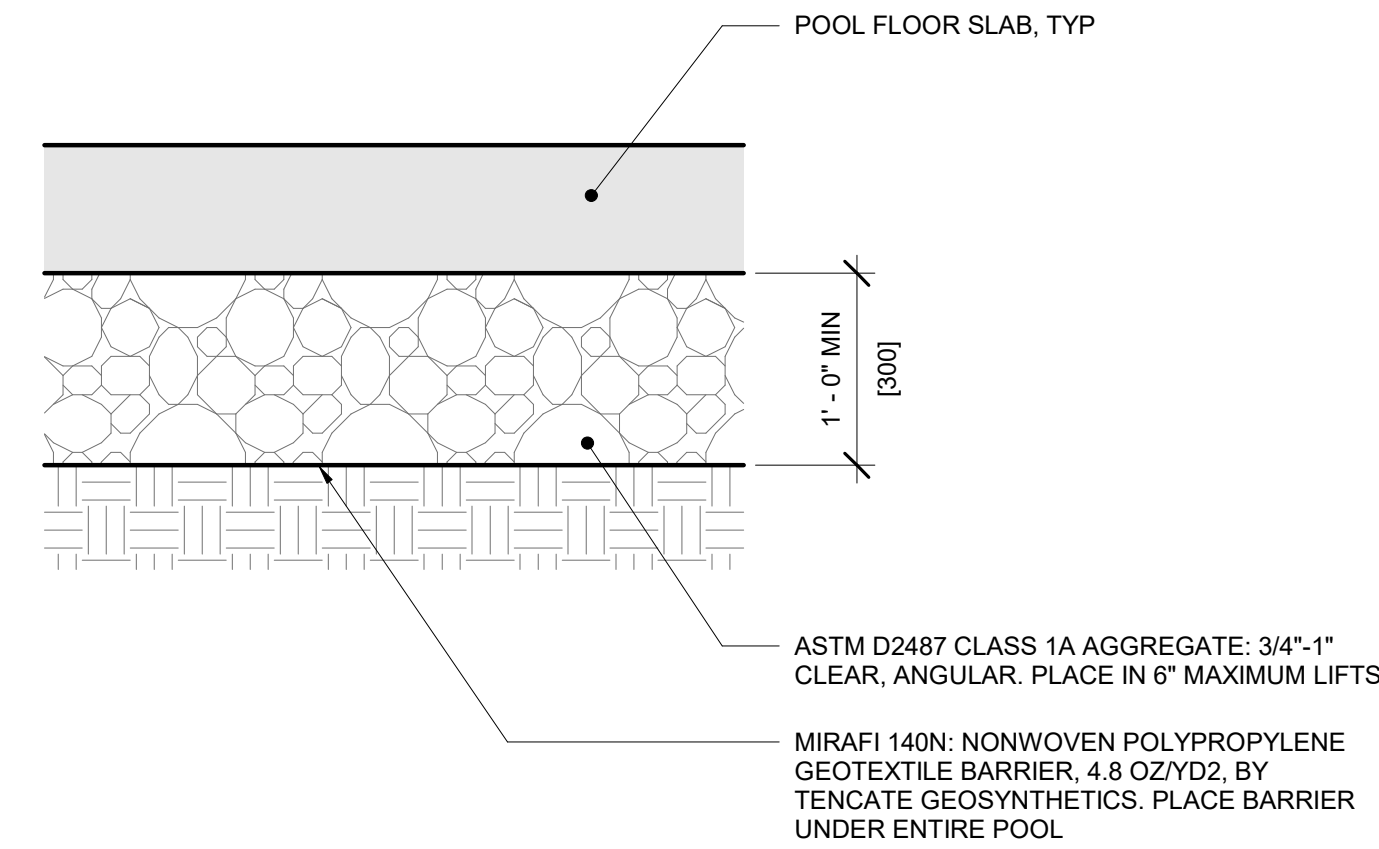 POOL FLOOR SLAB, TYP
1' - 0" MIN
[300]
ASTM D2487 CLASS 1A AGGREGATE: 3/4"-1"
CLEAR, ANGULAR. PLACE IN 6" MAXIMUM LIFTS
MIRAFI 140N: NONWOVEN POLYPROPYLENE
GEOTEXTILE BARRIER, 4.8 OZ/YD2, BY
TENCATE GEOSYNTHETICS. PLACE BARRIER
UNDER ENTIRE POOL